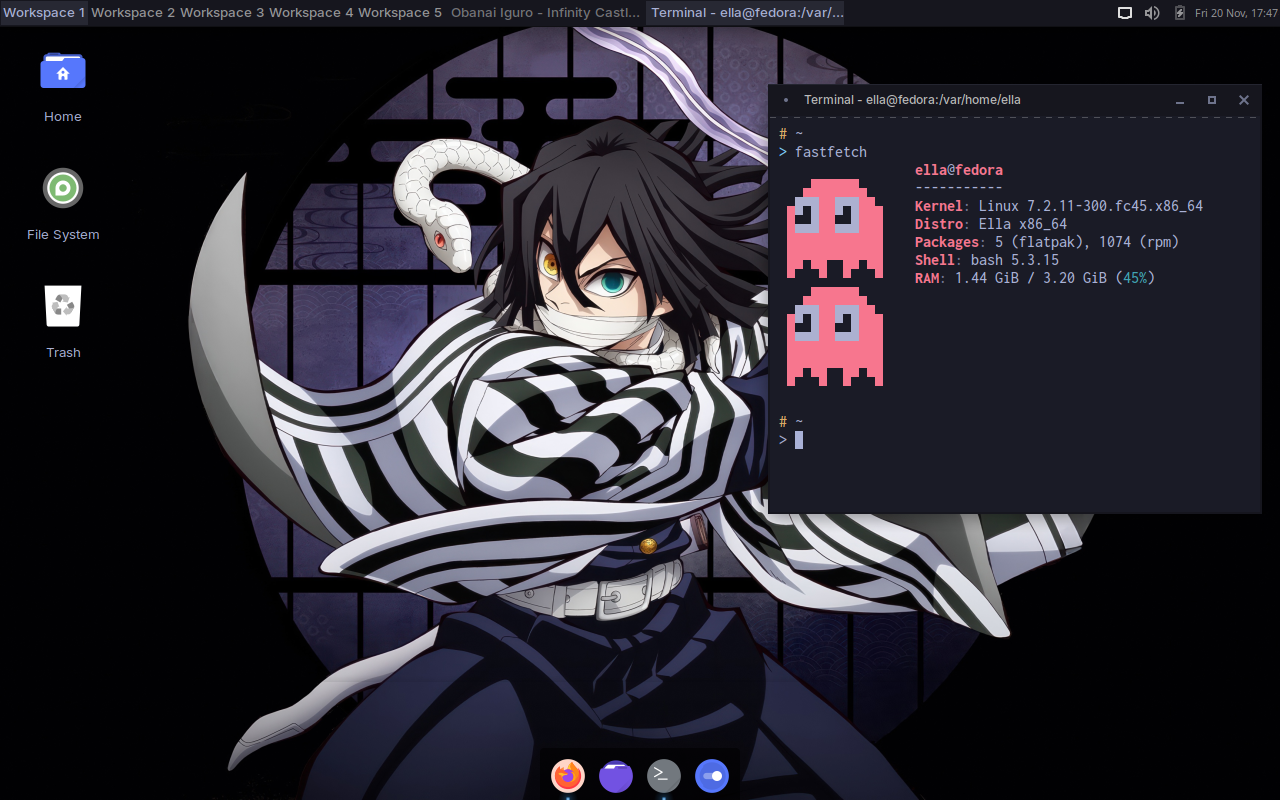 Workspace 1 Workspace 2 Workspace 3 Workspace 4 Workspace 5 Obanai Iguro - Infinity Castl... Terminal - ella@fedora:/var/... Fri 20 Nov, 17:47
Home
File System
Trash
Terminal - ella@fedora:/var/home/ella
# ~
> fastfetch
ella@fedora
-----------
Kernel: Linux 7.2.11-300.fc45.x86_64
Distro: Ella x86_64
Packages: 5 (flatpak), 1074 (rpm)
Shell: bash 5.3.15
RAM: 1.44 GiB / 3.20 GiB (45%)
# ~
>